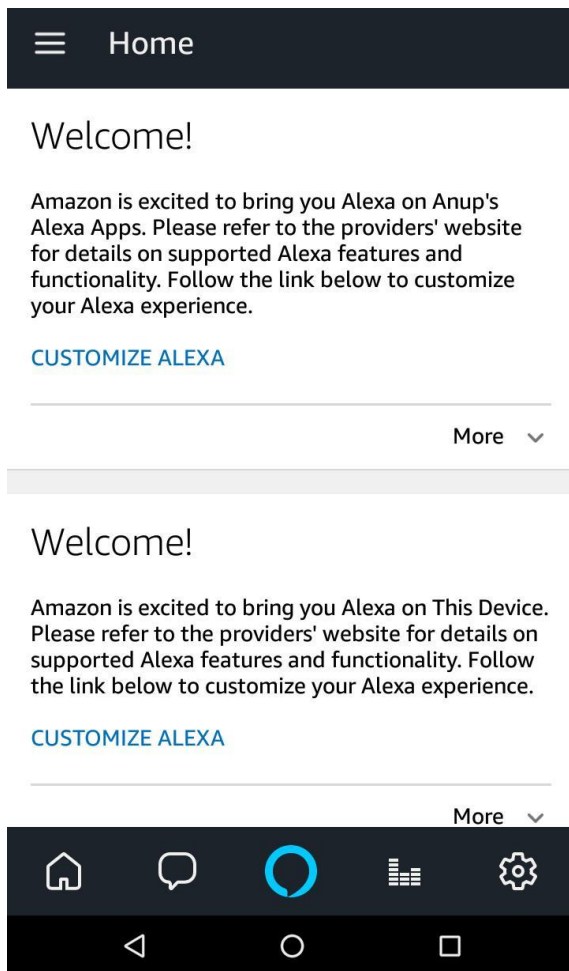 Home
Welcome!
Amazon is excited to bring you Alexa on Anup's
Alexa Apps. Please refer to the providers' website
for details on supported Alexa features and
functionality. Follow the link below to customize
your Alexa experience.
CUSTOMIZE ALEXA
More
Welcome!
Amazon is excited to bring you Alexa on This Device.
Please refer to the providers' website for details on
supported Alexa features and functionality. Follow
the link below to customize your Alexa experience.
CUSTOMIZE ALEXA
More